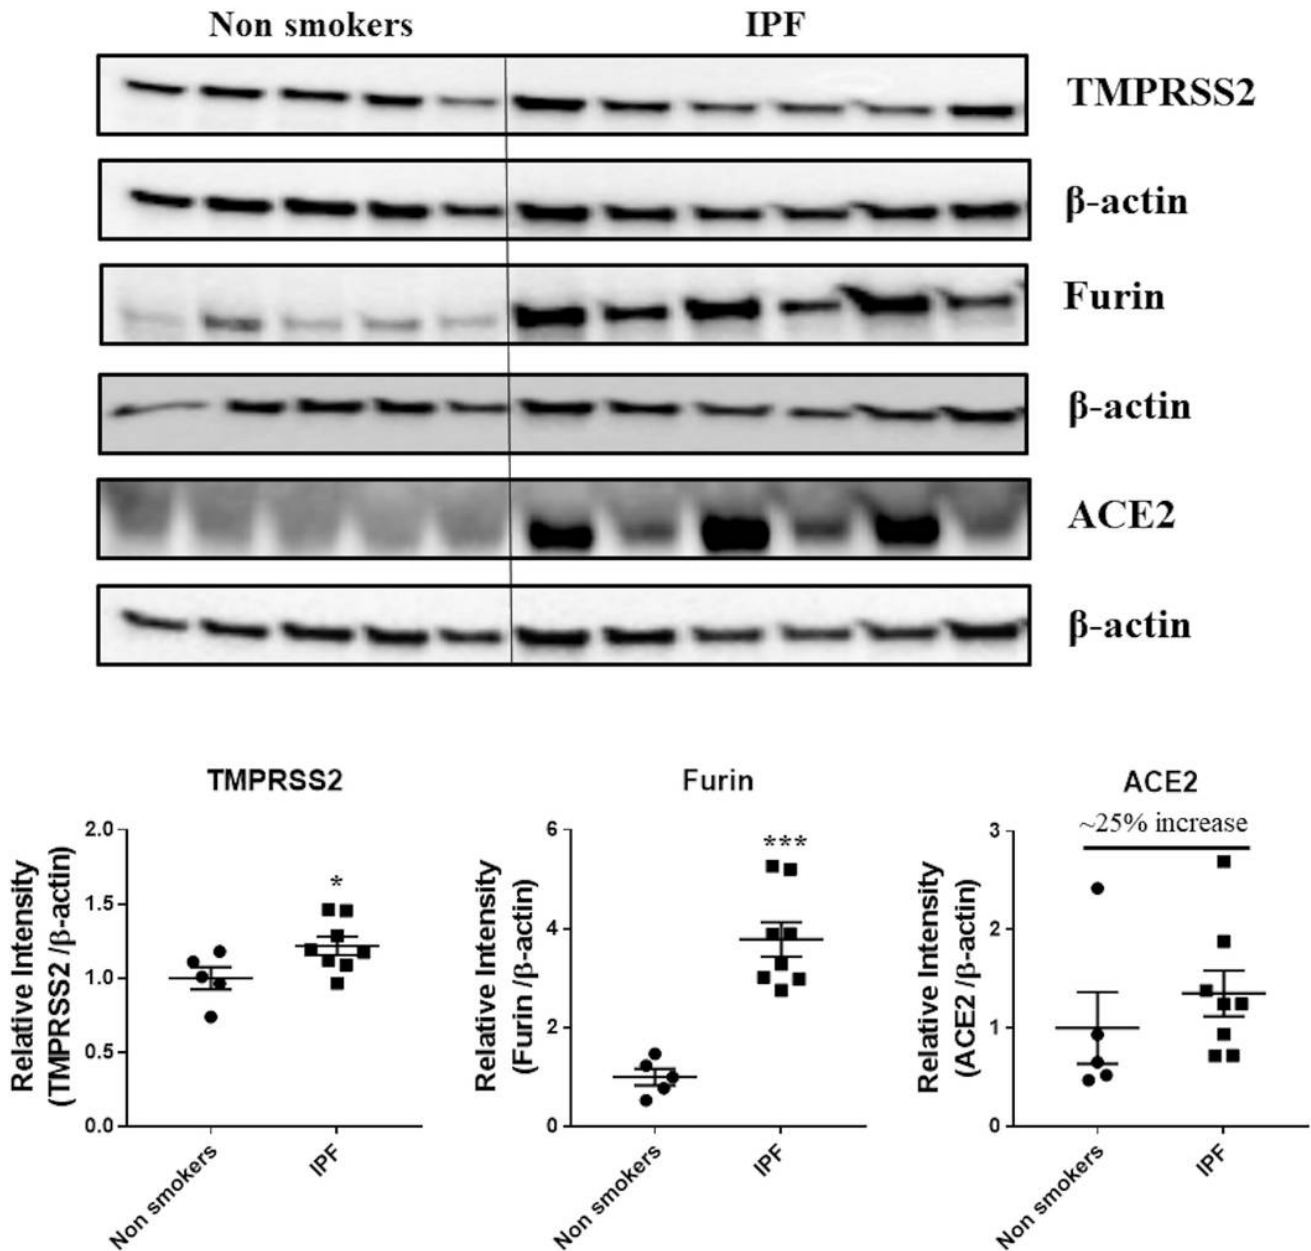 Non smokers IPF
TMPRSS2
β-actin
Furin
β-actin
ACE2
β-actin
TMPRSS2
Relative Intensity
(TMPRSS2 /β-actin)
2.0
1.5
1.0
0.5
0.0
*
Non smokers
IPF
Furin
Relative Intensity
(Furin /β-actin)
6
4
2
0
***
Non smokers
IPF
ACE2
~25% increase
Relative Intensity
(ACE2 /β-actin)
3
2
1
0
Non smokers
IPF